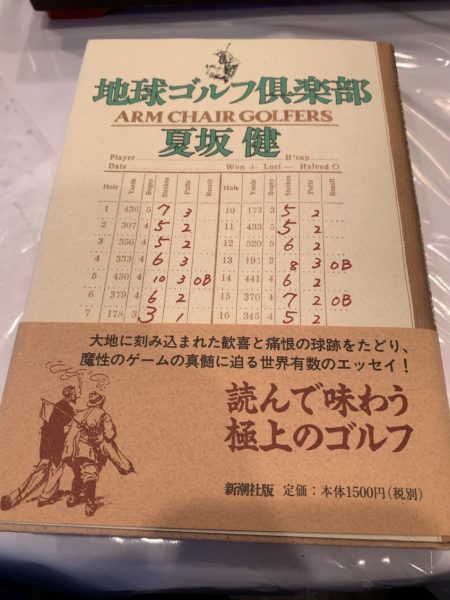 地球ゴルフ倶楽部
ARM CHAIR GOLFERS
夏坂 健
Player H'cap
Date Won + Lost — Halved O
Hole Yards Bogey Strokes Putts Result Hole Yards Bogey Strokes Putts Result
1 436 5 7 3 10 173 3 5 2
2 307 4 5 2 11 433 5 5 2
3 356 4 5 2 12 520 5 6 2
4 333 4 6 3 13 195 3 8 3 OB
5 430 4 10 3 OB 14 441 4 6 2
6 379 4 6 2 15 370 4 7 2 OB
7 178 3 3 1 16 345 4 5 2
大地に刻み込まれた歓喜と痛恨の球跡をたどり、
魔性のゲームの真髄に迫る世界有数のエッセイ！
読んで味わう
極上のゴルフ
新潮社版 定価：本体1500円(税別)